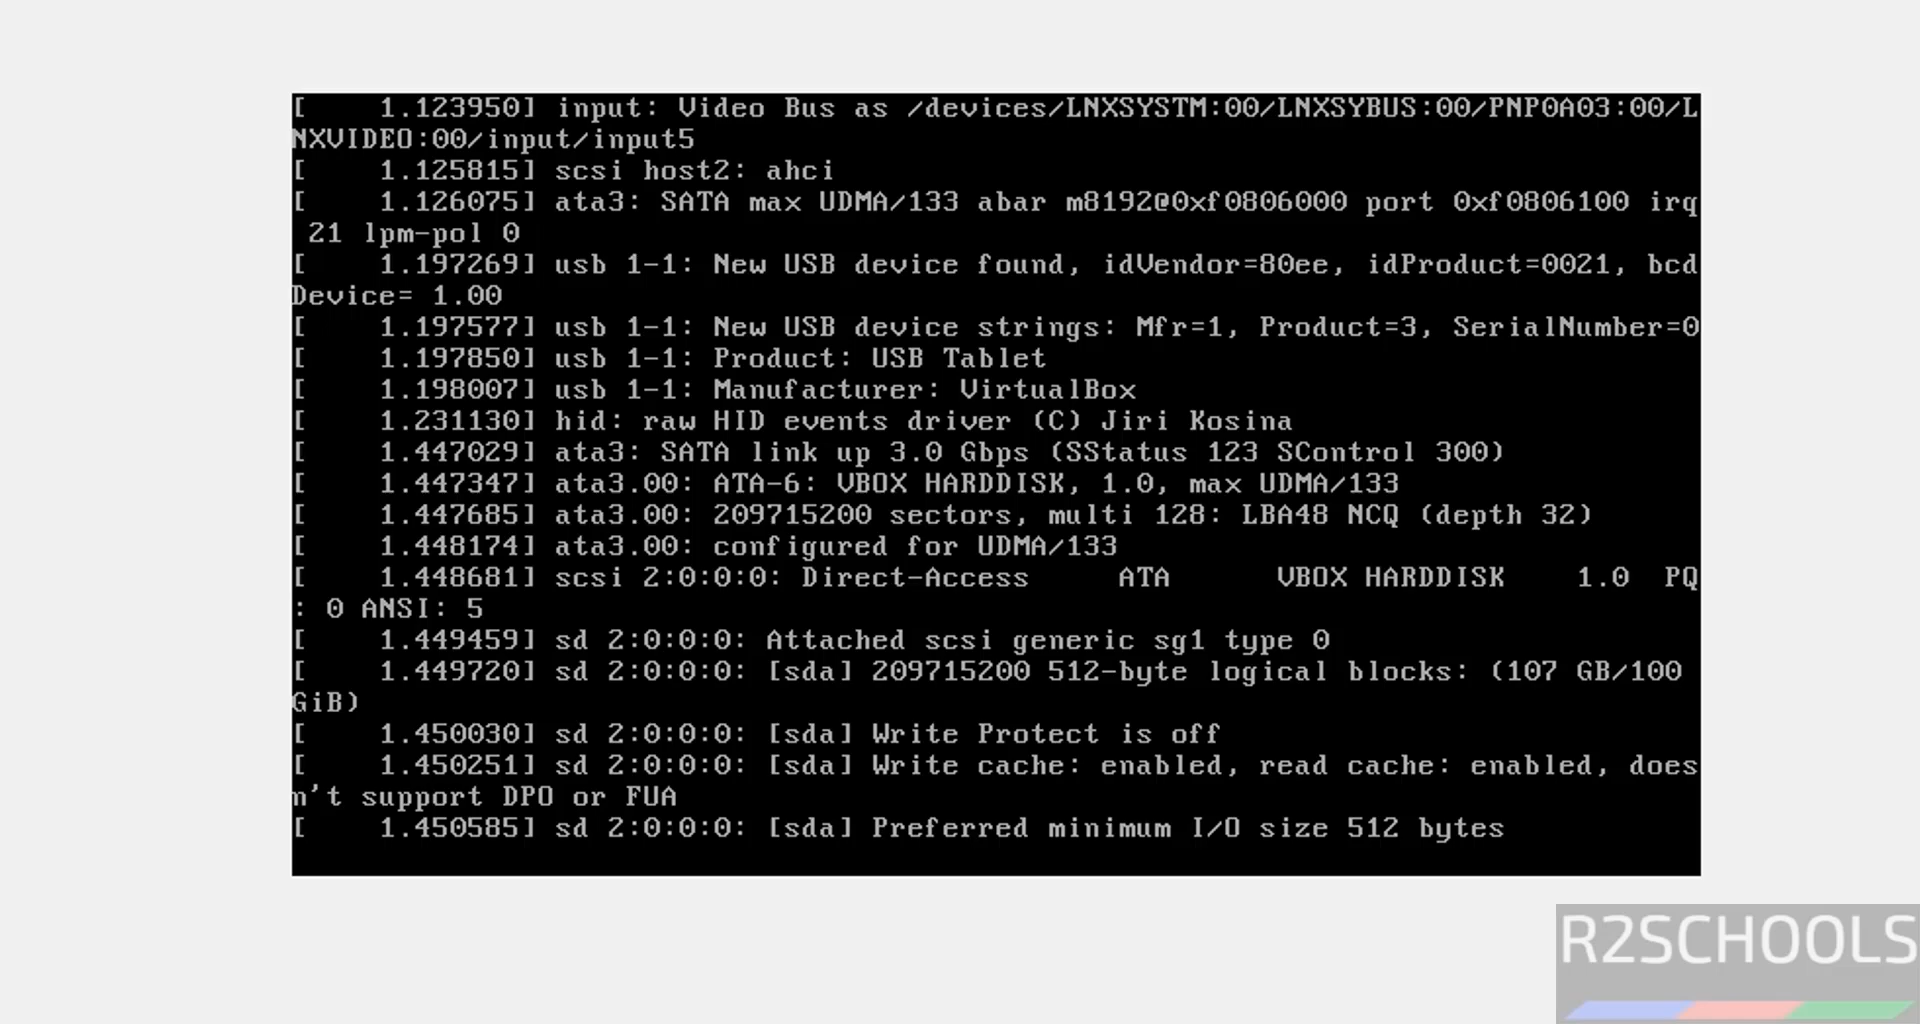 [    1.123950] input: Video Bus as /devices/LNXSYSTM:00/LNXSYBUS:00/PNP0A03:00/L
NXVIDEO:00/input/input5
[    1.125815] scsi host2: ahci
[    1.126075] ata3: SATA max UDMA/133 abar m8192@0xf0806000 port 0xf0806100 irq
 21 lpm-pol 0
[    1.197269] usb 1-1: New USB device found, idVendor=80ee, idProduct=0021, bcd
Device= 1.00
[    1.197577] usb 1-1: New USB device strings: Mfr=1, Product=3, SerialNumber=0
[    1.197850] usb 1-1: Product: USB Tablet
[    1.198007] usb 1-1: Manufacturer: VirtualBox
[    1.231130] hid: raw HID events driver (C) Jiri Kosina
[    1.447029] ata3: SATA link up 3.0 Gbps (SStatus 123 SControl 300)
[    1.447347] ata3.00: ATA-6: VBOX HARDDISK, 1.0, max UDMA/133
[    1.447685] ata3.00: 209715200 sectors, multi 128: LBA48 NCQ (depth 32)
[    1.448174] ata3.00: configured for UDMA/133
[    1.448681] scsi 2:0:0:0: Direct-Access     ATA      VBOX HARDDISK    1.0  PQ
: 0 ANSI: 5
[    1.449459] sd 2:0:0:0: Attached scsi generic sg1 type 0
[    1.449720] sd 2:0:0:0: [sda] 209715200 512-byte logical blocks: (107 GB/100
GiB)
[    1.450030] sd 2:0:0:0: [sda] Write Protect is off
[    1.450251] sd 2:0:0:0: [sda] Write cache: enabled, read cache: enabled, does
n't support DPO or FUA
[    1.450585] sd 2:0:0:0: [sda] Preferred minimum I/O size 512 bytes
R2SCHOOLS